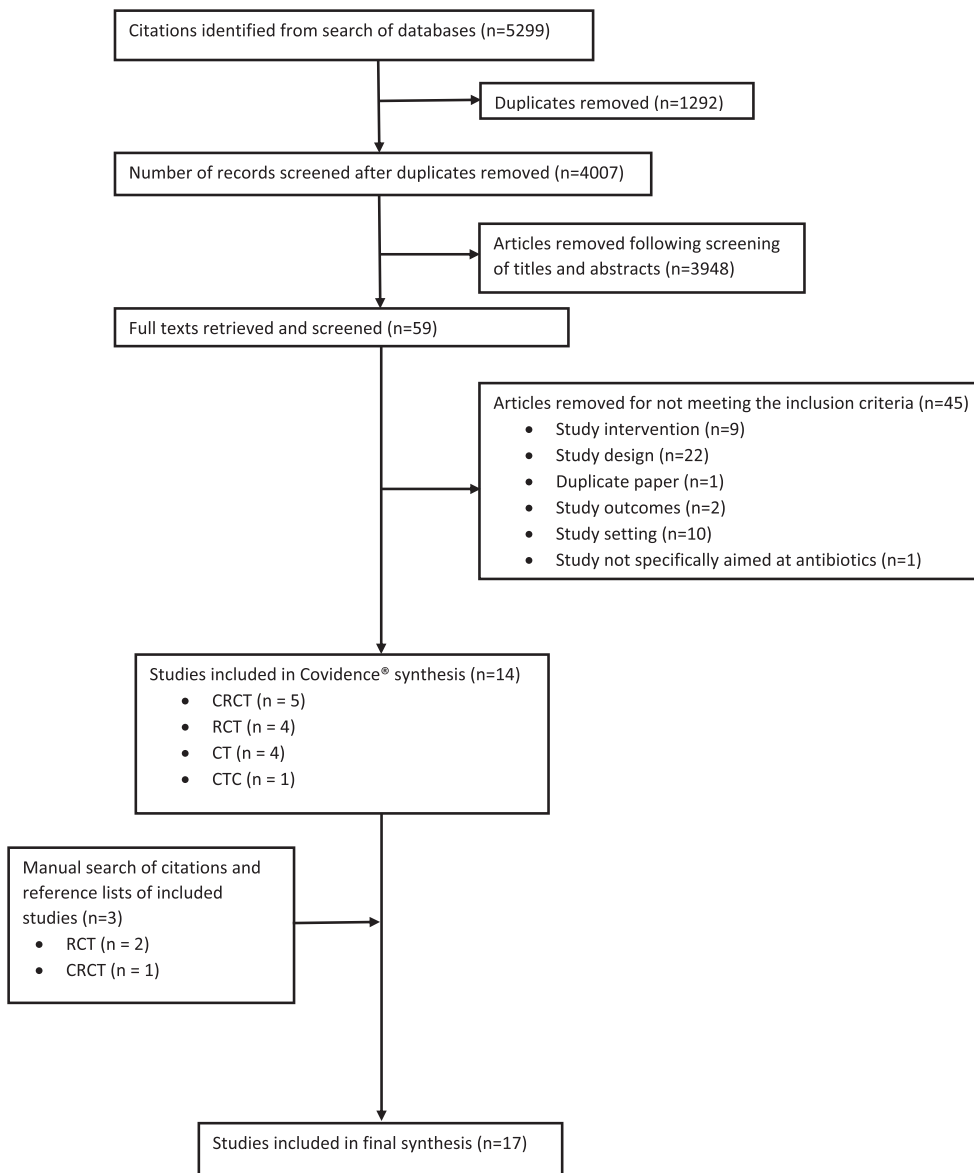 Citations identified from search of databases (n=5299)
Duplicates removed (n=1292)
Number of records screened after duplicates removed (n=4007)
Articles removed following screening
of titles and abstracts (n=3948)
Full texts retrieved and screened (n=59)
Articles removed for not meeting the inclusion criteria (n=45)
• Study intervention (n=9)
• Study design (n=22)
• Duplicate paper (n=1)
• Study outcomes (n=2)
• Study setting (n=10)
• Study not specifically aimed at antibiotics (n=1)
Studies included in Covidence® synthesis (n=14)
• CRCT (n = 5)
• RCT (n = 4)
• CT (n = 4)
• CTC (n = 1)
Manual search of citations and
reference lists of included
studies (n=3)
• RCT (n = 2)
• CRCT (n = 1)
Studies included in final synthesis (n=17)